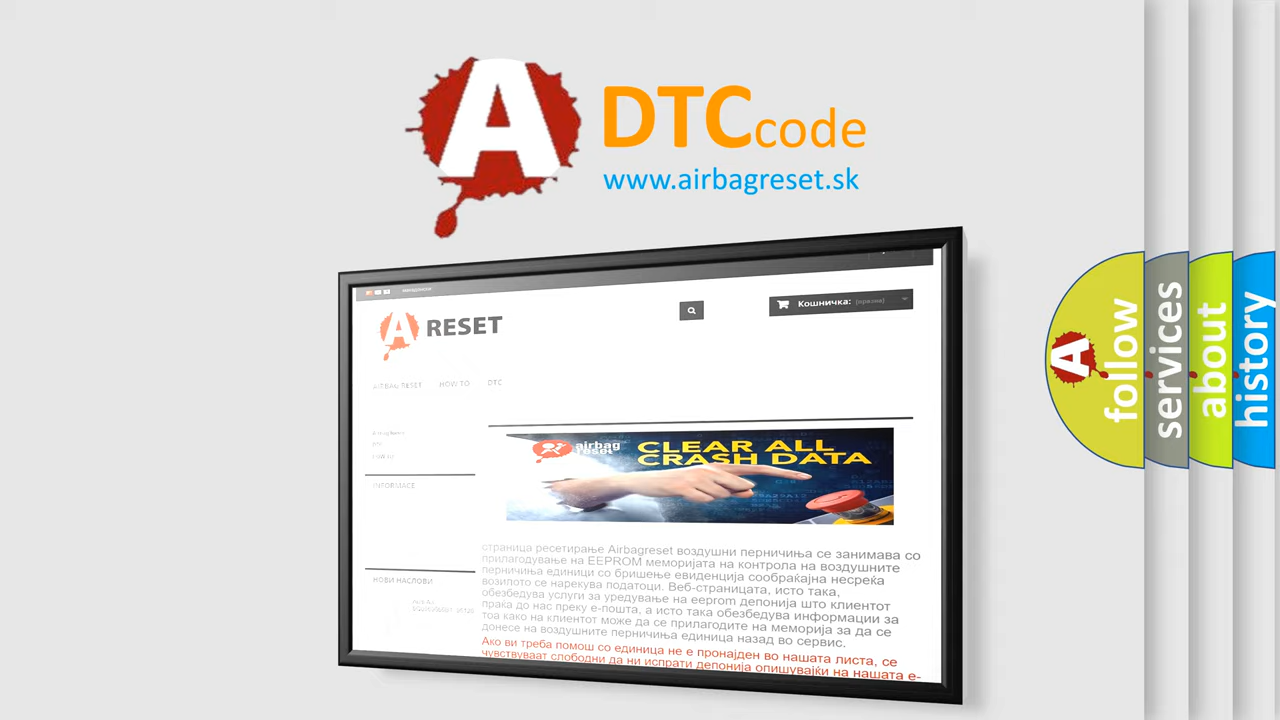 A DTC code
www.airbagreset.sk
A RESET
Кошничка: (празна)
AIRBAG RESET HOW TO DTC
INFORMACE
airbag reset
CLEAR ALL
CRASH DATA
страница ресетирање Airbagreset воздушни перничиња се занимава со
прилагодување на EEPROM меморијата на контрола на воздушните
перничиња единици со бришење евиденција сообраќајна несреќа
возилото се нарекува податоци. Веб-страницата, исто така,
обезбедува услуги за уредување на eeprom депонија што клиентот
праќа до нас преку е-пошта, а исто така обезбедува информации за
тоа како на клиентот може да се прилагодите на меморија за да се
донесе на воздушните перничиња единица назад во сервис.
Ако ви треба помош со единица не е пронајден во нашата листа, се
чувствуваат слободни да ни испрати депонија опишувајќи на нашата е-
НОВИ НАСЛОВИ
A follow
services
about
history